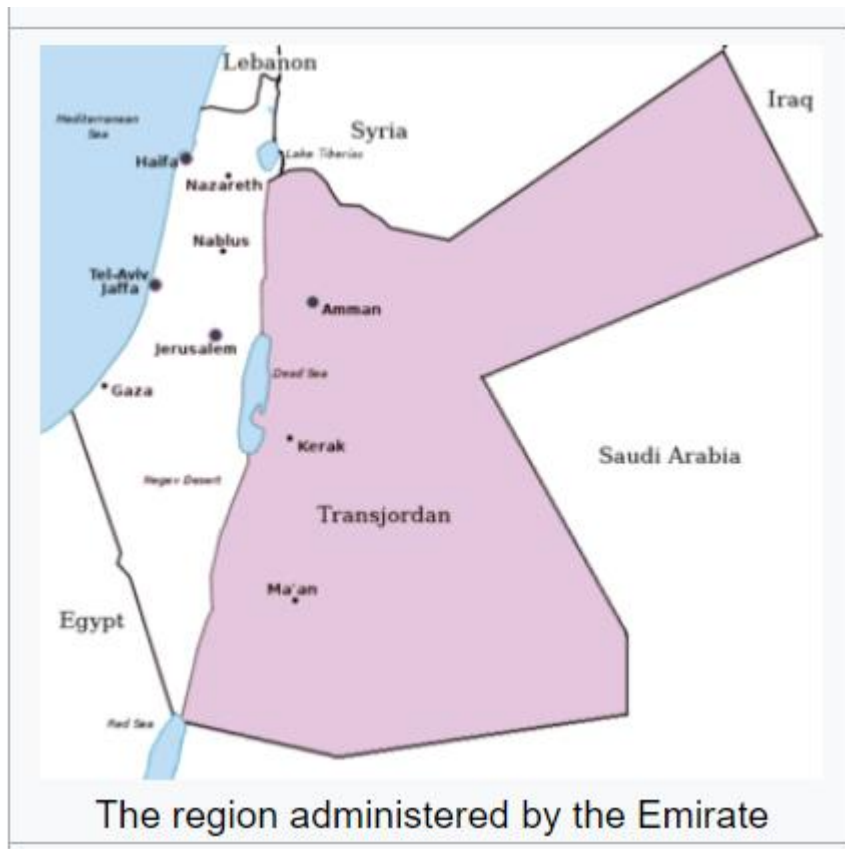 Lebanon
Mediterranean
Sea
Iraq
Syria
Haifa
Lake Tiberias
Nazareth
Nablus
Tel-Aviv
Jaffa
Amman
Jerusalem
Dead Sea
Gaza
Kerak
Saudi Arabia
Negev Desert
Transjordan
Ma'an
Egypt
Red Sea
The region administered by the Emirate